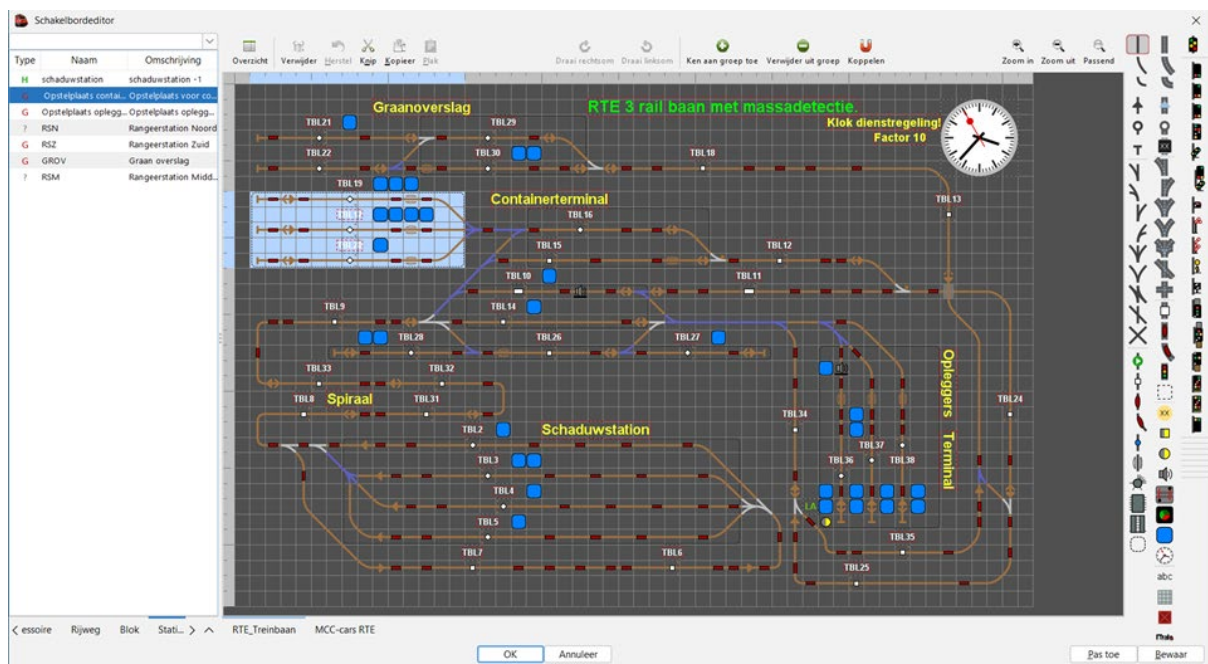 Schakelbordeditor
Type Naam Omschrijving
H schaduwstation schaduwstation -1
G Opstelplaats contai... Opstelplaats voor co...
G Opstelplaats oplegg... Opstelplaats oplegg...
? RSN Rangeerstation Noord
G RSZ Rangeerstation Zuid
G GROV Graan overslag
? RSM Rangeerstation Midd...
Overzicht Verwijder Herstel Knip Kopieer Plak Draai rechtsom Draai linksom Ken aan groep toe Verwijder uit groep Koppelen Zoom in Zoom uit Passend
Graanoverslag
RTE 3 rail baan met massadetectie.
Klok dienstregeling!
Factor 10
TBL21 TBL29
TBL22 TBL30 TBL18
TBL19
Containerterminal
TBL13
TBL16
TBL15 TBL12
TBL10 TBL11
TBL9 TBL14
TBL28 TBL26 TBL27
TBL33 TBL32
TBL8 Spiraal TBL31
TBL2 Schaduwstation
TBL3
TBL4
TBL5
TBL7 TBL6
Opleggers Terminal
TBL34 TBL24
TBL37
TBL36 TBL38
LA
TBL35
TBL25
T
XX
XX
abc
essoire Rijweg Blok Stati...
RTE_Treinbaan MCC-cars RTE
OK Annuleer Pas toe Bewaar